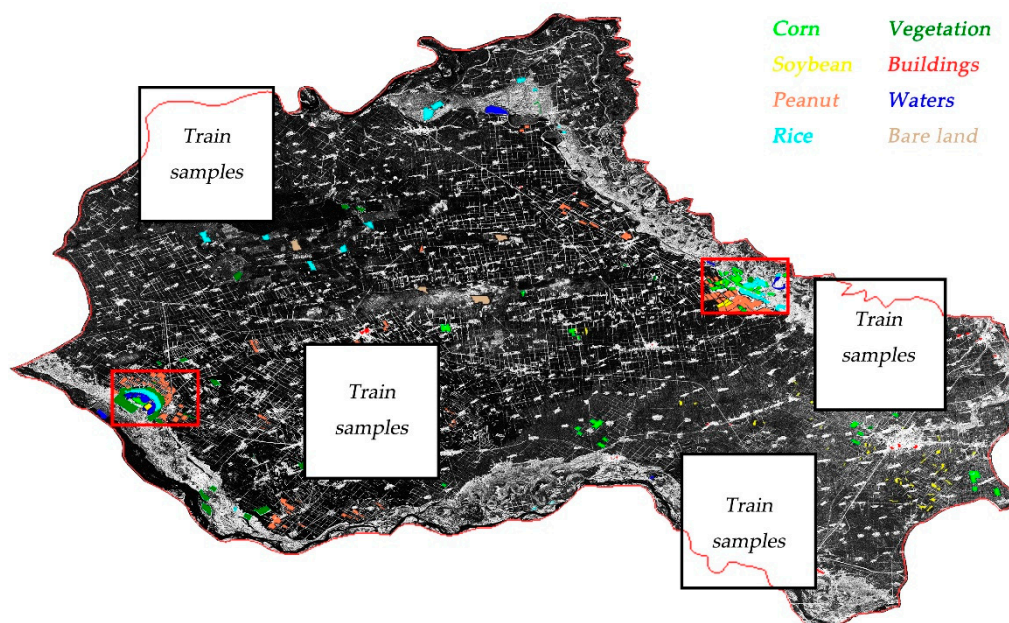 Corn Vegetation
Soybean Buildings
Peanut Waters
Rice Bare land
Train
samples
Train
samples
Train
samples
Train
samples